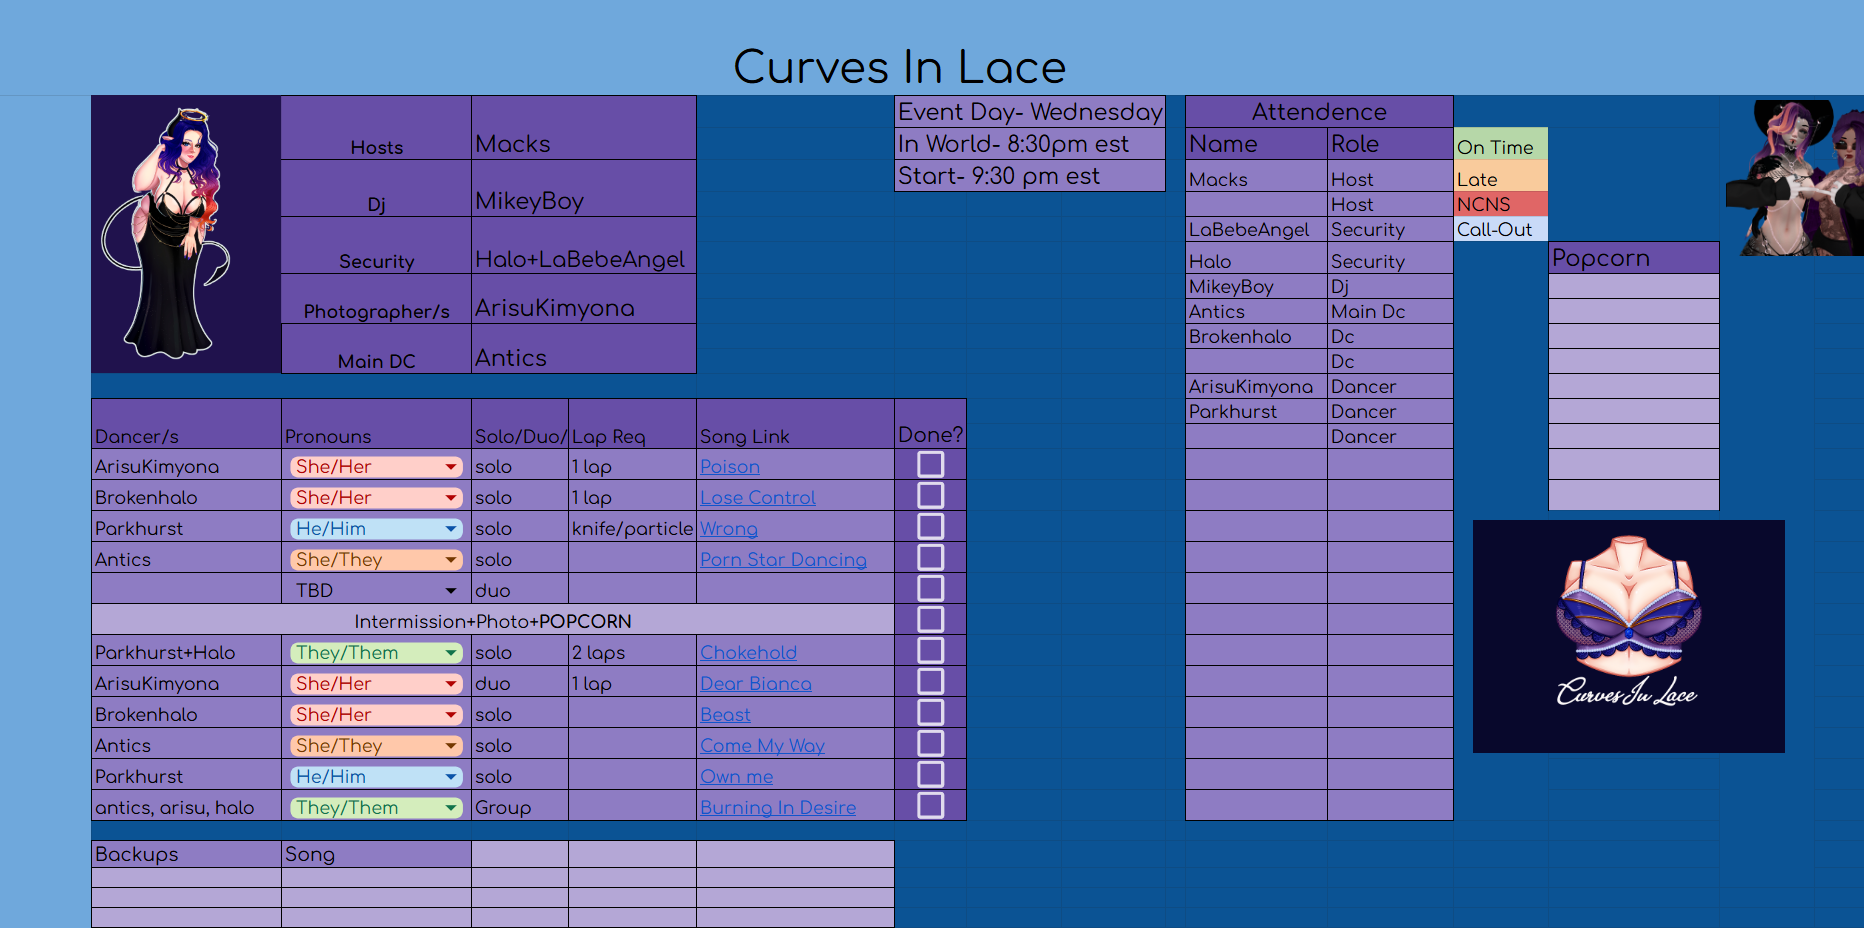 Curves In Lace
Hosts Macks
Dj MikeyBoy
Security Halo+LaBebeAngel
Photographer/s ArisuKimyona
Main DC Antics
Event Day- Wednesday
In World- 8:30pm est
Start- 9:30 pm est
Attendence
Name Role
Macks Host
Host
LaBebeAngel Security
Halo Security
MikeyBoy Dj
Antics Main Dc
Brokenhalo Dc
Dc
ArisuKimyona Dancer
Parkhurst Dancer
Dancer
On Time
Late
NCNS
Call-Out
Popcorn
Dancer/s Pronouns Solo/Duo/ Lap Req Song Link Done?
ArisuKimyona She/Her solo 1 lap Poison
Brokenhalo She/Her solo 1 lap Lose Control
Parkhurst He/Him solo knife/particle Wrong
Antics She/They solo Porn Star Dancing
TBD duo
Intermission+Photo+POPCORN
Parkhurst+Halo They/Them solo 2 laps Chokehold
ArisuKimyona She/Her duo 1 lap Dear Bianca
Brokenhalo She/Her solo Beast
Antics She/They solo Come My Way
Parkhurst He/Him solo Own me
antics, arisu, halo They/Them Group Burning In Desire
Backups Song
Curves In Lace